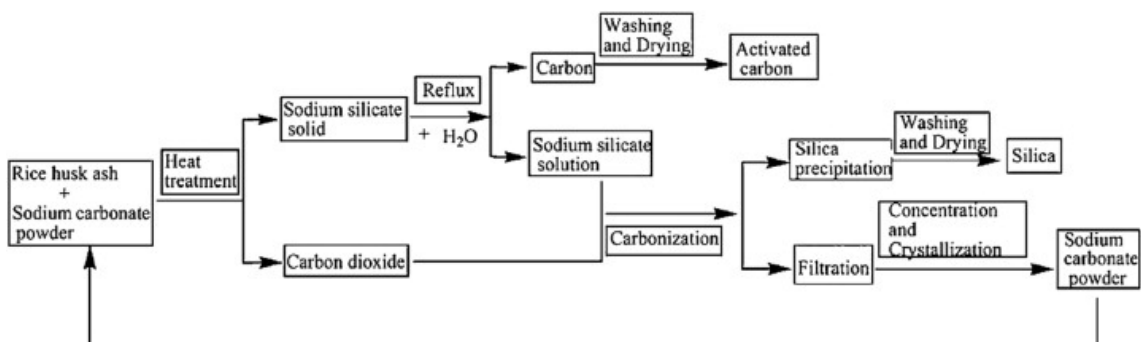 Rice husk ash
+
Sodium carbonate
powder
Heat
treatment
Sodium silicate
solid
Carbon dioxide
Reflux
+ H₂O
Carbon
Washing
and Drying
Activated
carbon
Sodium silicate
solution
Carbonization
Silica
precipitation
Washing
and Drying
Silica
Filtration
Concentration
and
Crystallization
Sodium
carbonate
powder